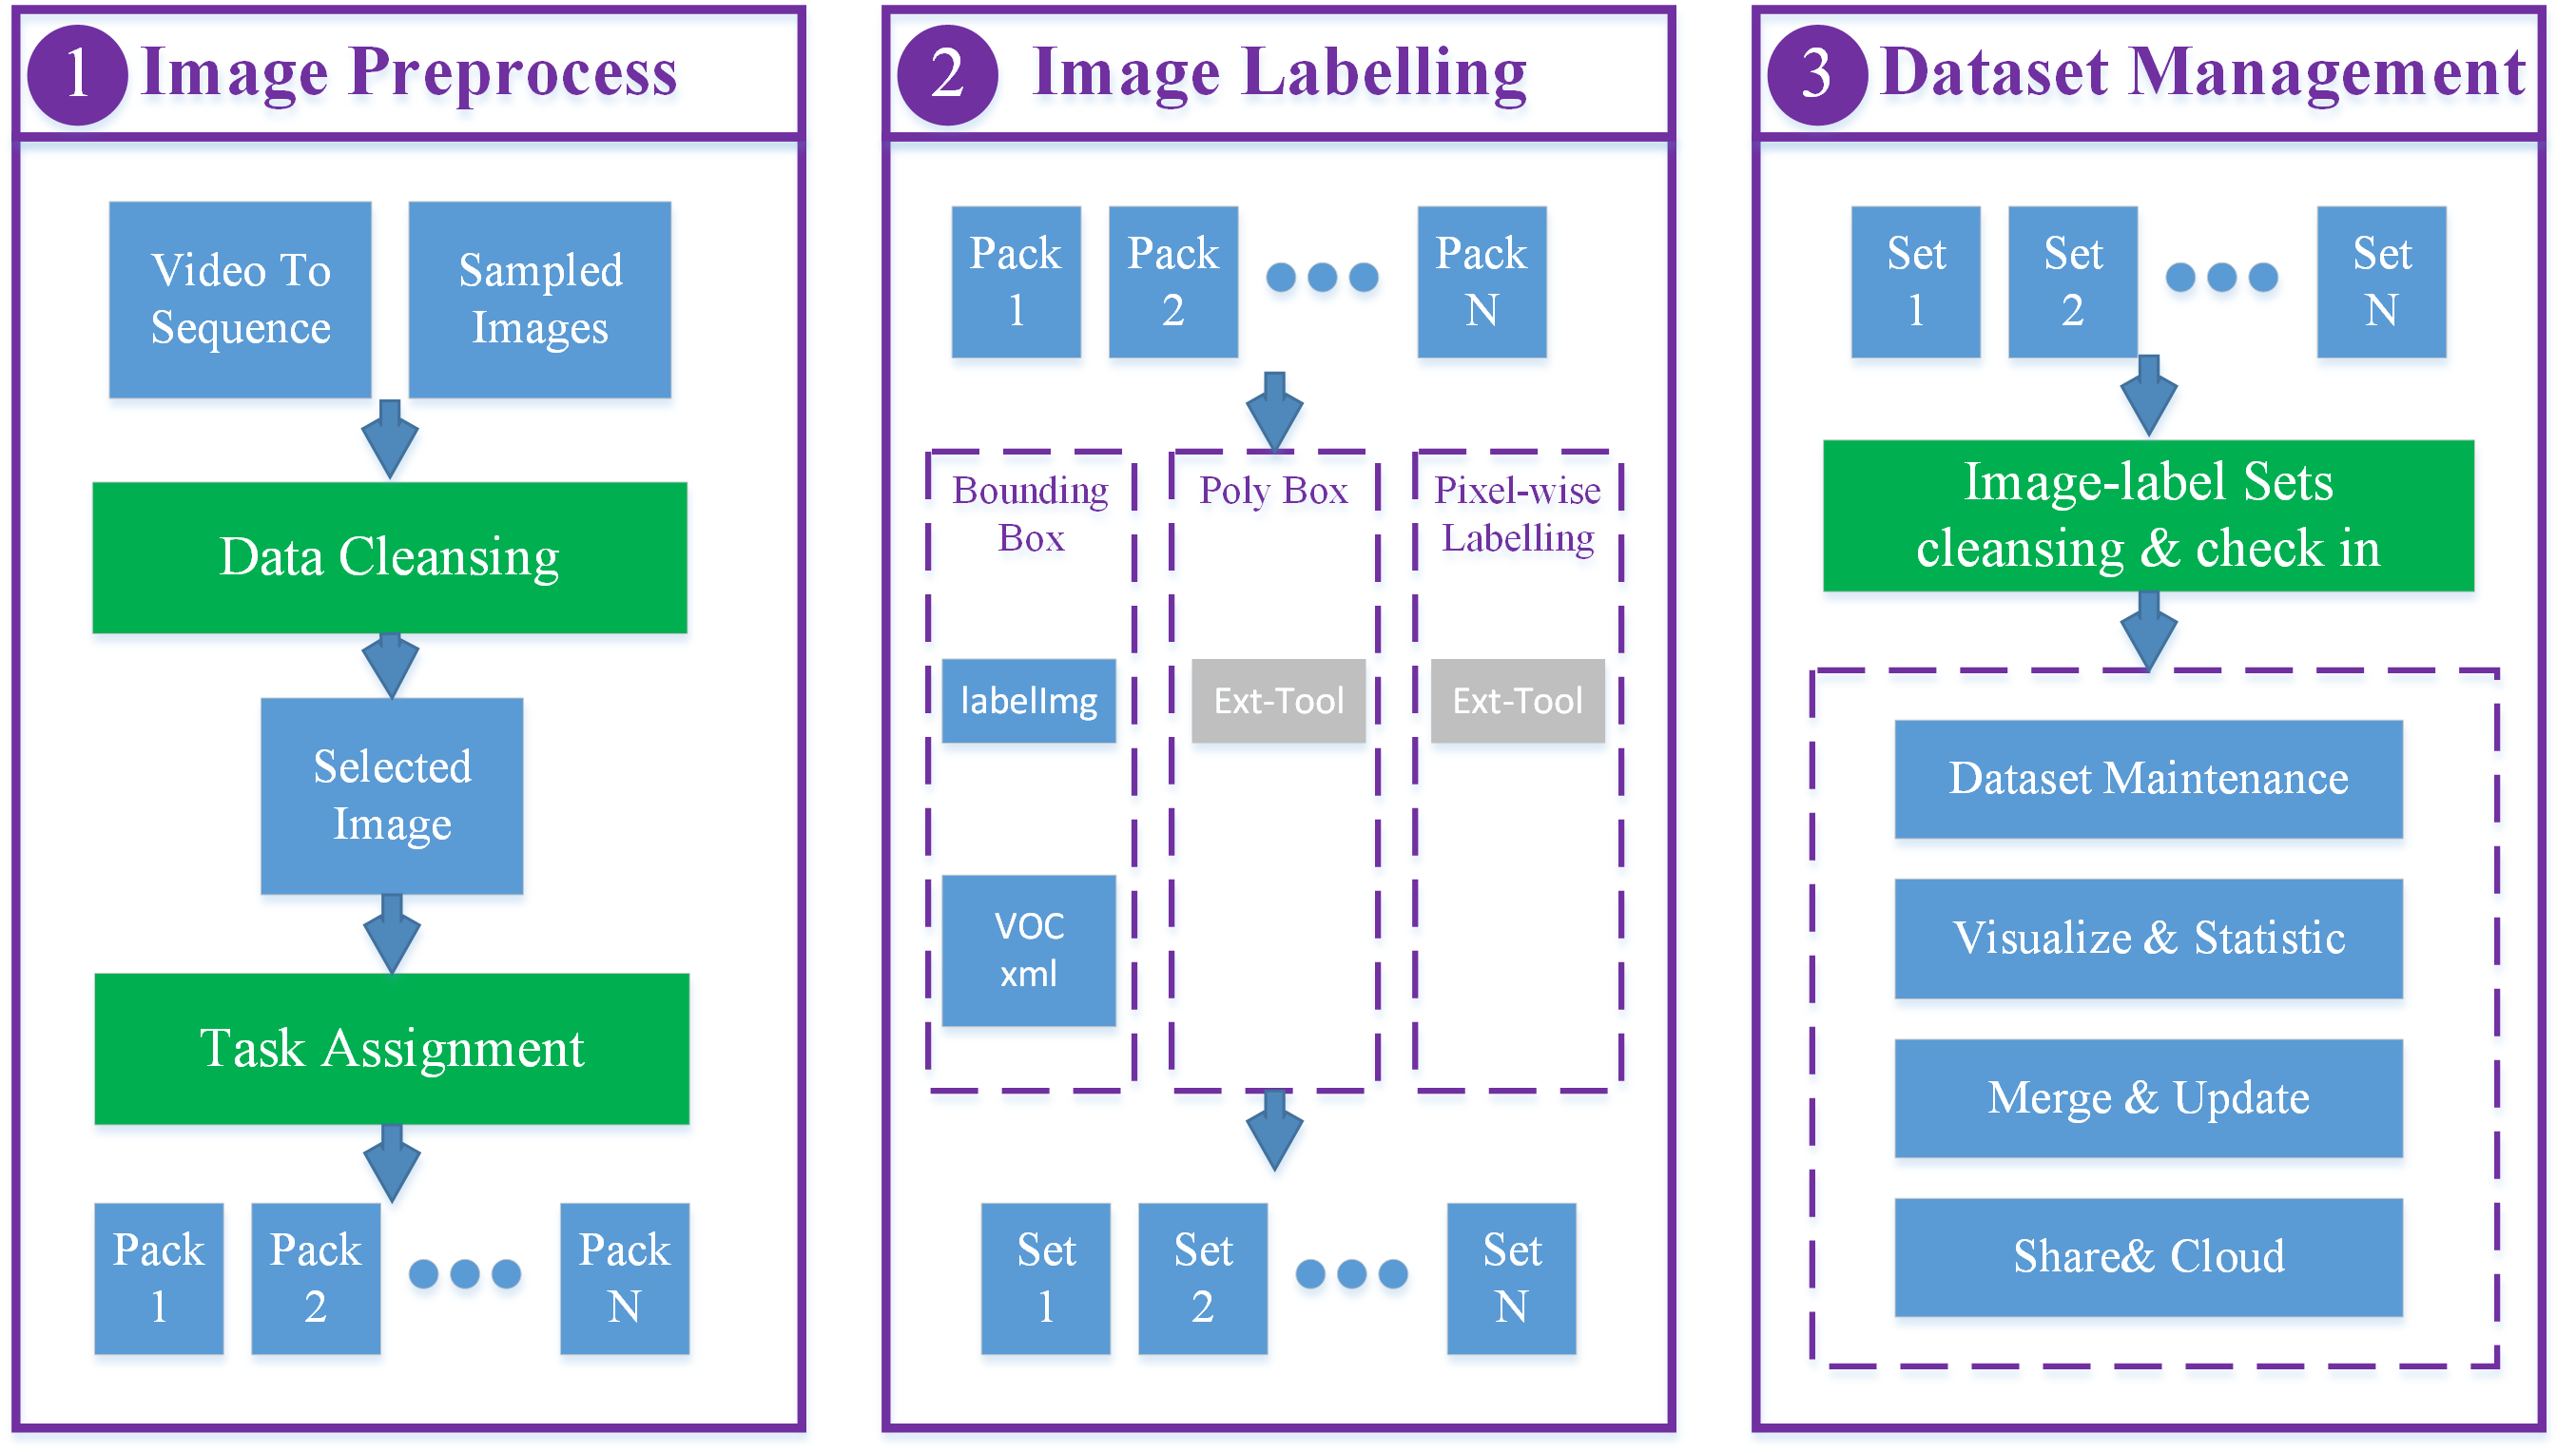 1 Image Preprocess
Video To
Sequence
Sampled
Images
Data Cleansing
Selected
Image
Task Assignment
Pack
1
Pack
2
Pack
N
2 Image Labelling
Pack
1
Pack
2
Pack
N
Bounding
Box
labelImg
VOC
xml
Poly Box
Ext-Tool
Pixel-wise
Labelling
Ext-Tool
Set
1
Set
2
Set
N
3 Dataset Management
Set
1
Set
2
Set
N
Image-label Sets
cleansing & check in
Dataset Maintenance
Visualize & Statistic
Merge & Update
Share& Cloud